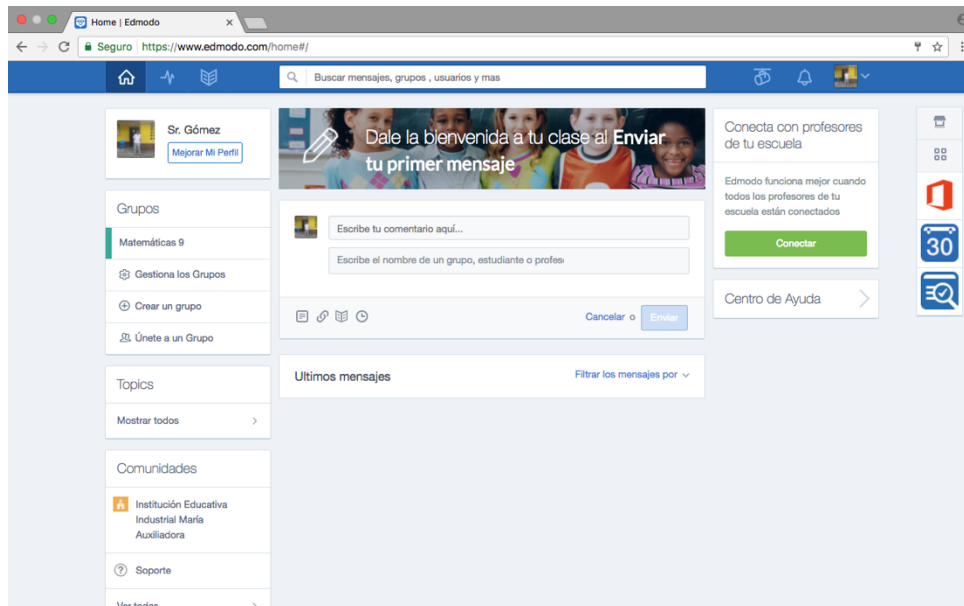 Home | Edmodo
Seguro https://www.edmodo.com/home#/
Buscar mensajes, grupos , usuarios y mas
Sr. Gómez
Mejorar Mi Perfil
Grupos
Matemáticas 9
Gestiona los Grupos
Crear un grupo
Únete a un Grupo
Topics
Mostrar todos
Comunidades
Institución Educativa
Industrial María
Auxiliadora
Soporte
Ver todas
Dale la bienvenida a tu clase al Enviar
tu primer mensaje
Escribe tu comentario aquí...
Escribe el nombre de un grupo, estudiante o profes
Cancelar o Enviar
Ultimos mensajes
Filtrar los mensajes por
Conecta con profesores
de tu escuela
Edmodo funciona mejor cuando
todos los profesores de tu
escuela están conectados
Conectar
Centro de Ayuda
30